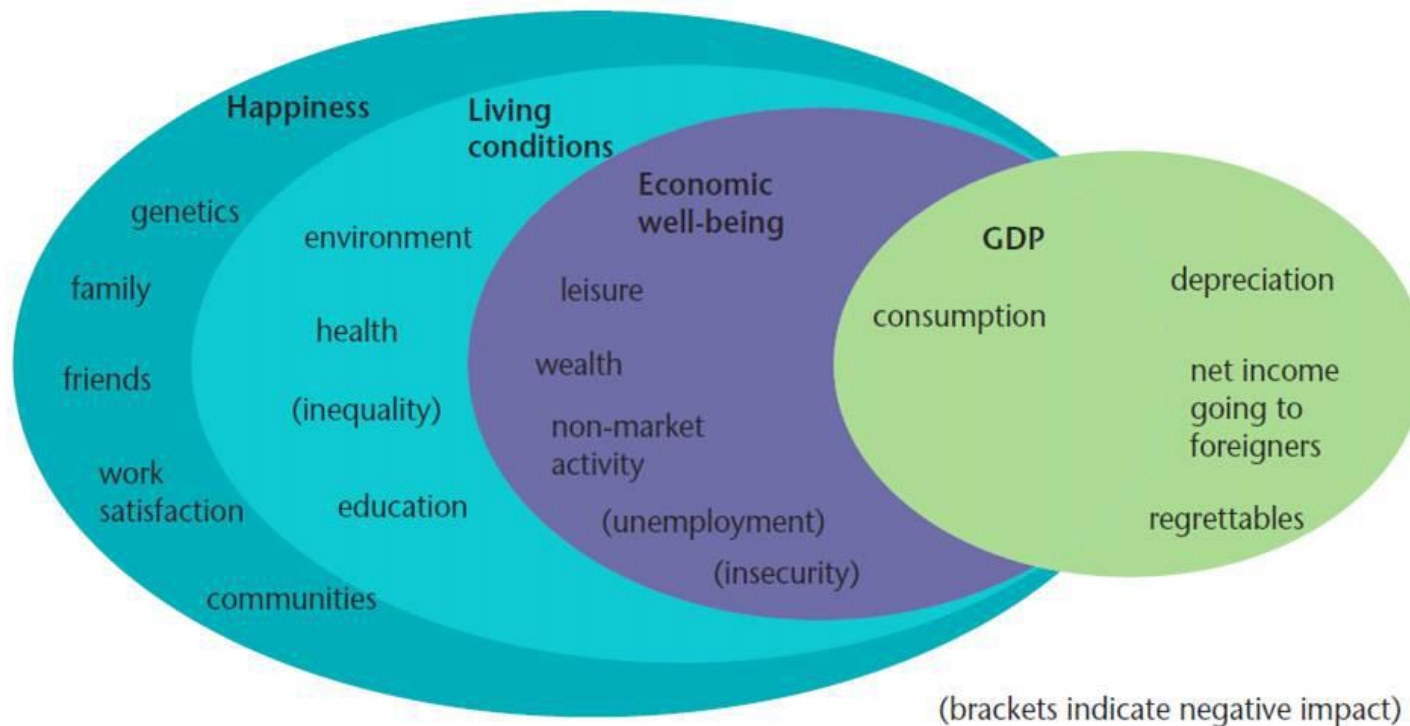 Happiness
genetics
family
friends
work
satisfaction
communities
Living
conditions
environment
health
(inequality)
education
Economic
well-being
leisure
wealth
non-market
activity
(unemployment)
(insecurity)
GDP
consumption
depreciation
net income
going to
foreigners
regrettables
(brackets indicate negative impact)